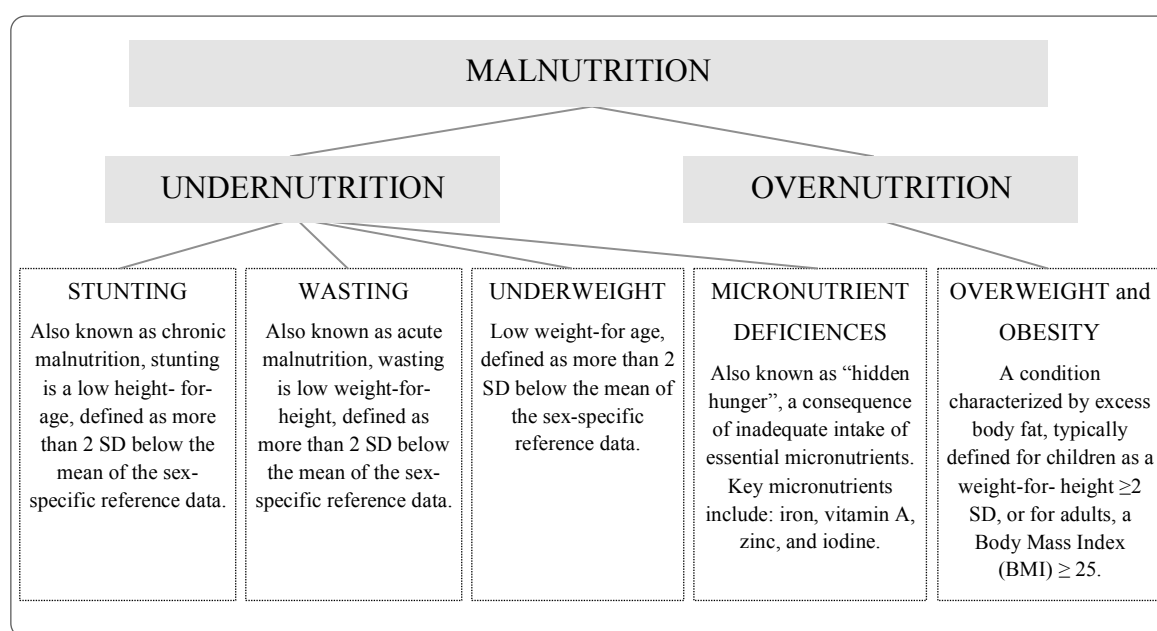 MALNUTRITION
UNDERNUTRITION
OVERNUTRITION
STUNTING
Also known as chronic
malnutrition, stunting
is a low height- for-
age, defined as more
than 2 SD below the
mean of the sex-
specific reference data.
WASTING
Also known as acute
malnutrition, wasting
is low weight-for-
height, defined as
more than 2 SD below
the mean of the sex-
specific reference data.
UNDERWEIGHT
Low weight-for age,
defined as more than 2
SD below the mean of
the sex-specific
reference data.
MICRONUTRIENT
DEFICIENCES
Also known as “hidden
hunger”, a consequence
of inadequate intake of
essential micronutrients.
Key micronutrients
include: iron, vitamin A,
zinc, and iodine.
OVERWEIGHT and
OBESITY
A condition
characterized by excess
body fat, typically
defined for children as a
weight-for- height ≥2
SD, or for adults, a
Body Mass Index
(BMI) ≥ 25.